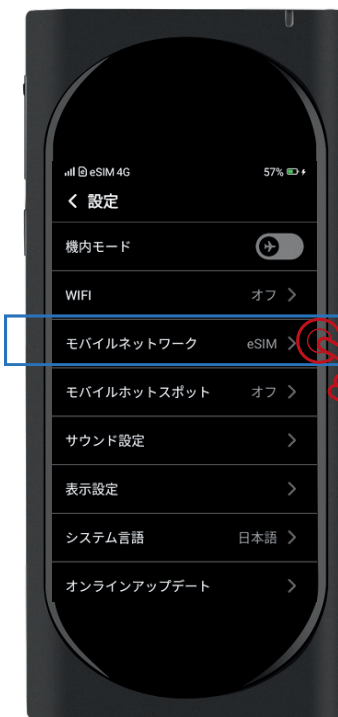 eSIM 4G 57%
設定
機内モード
WIFI オフ
モバイルネットワーク eSIM
モバイルホットスポット オフ
サウンド設定
表示設定
システム言語 日本語
オンラインアップデート